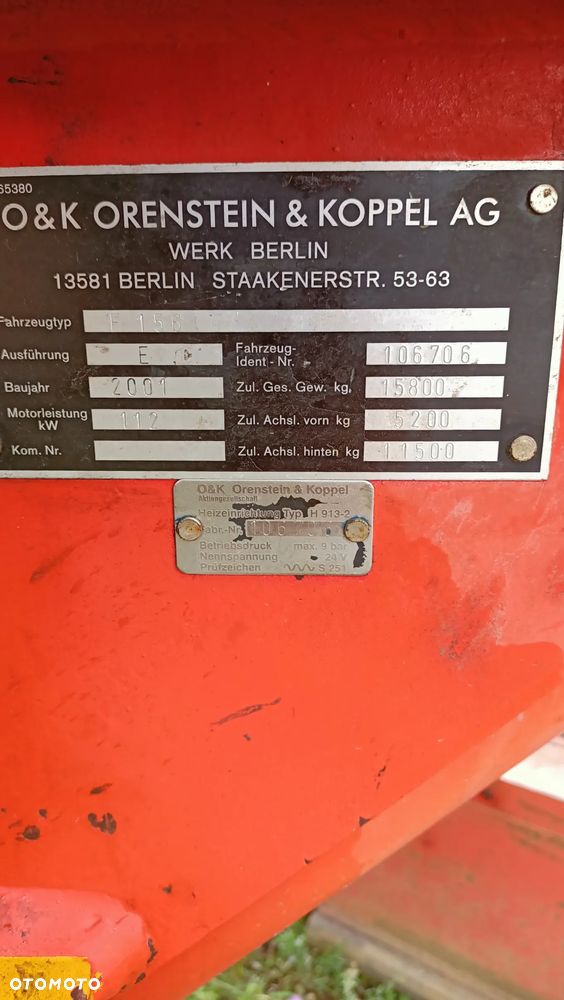 65380
O&K ORENSTEIN & KOPPEL AG
WERK BERLIN
13581 BERLIN STAAKENERSTR. 53-63
Fahrzeugtyp F 156
Ausführung E Fahrzeug-Ident-Nr. 106706
Baujahr 2001 Zul. Ges. Gew. kg 15800
Motorleistung kW 112 Zul. Achsl. vorn kg 5200
Kom. Nr. Zul. Achsl. hinten kg 11500
O&K Orenstein & Koppel
Aktiengesellschaft
Heizeinrichtung Typ H 913-2
Fabr.-Nr. 106
Betriebsdruck max. 9 bar
Nennspannung 24 V
Prüfzeichen S 251
OTOMOTO